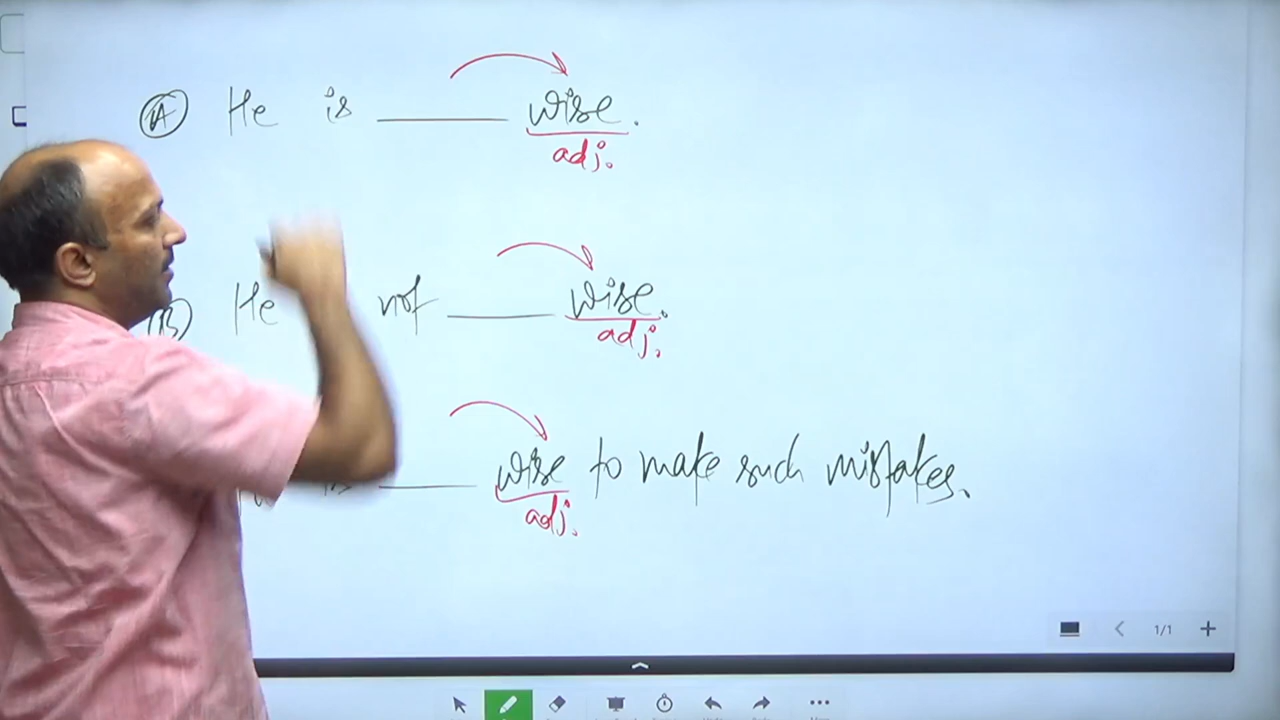 A He is ______ wise.
adj.
B He not ______ wise.
adj.
______ wise to make such mistakes.
adj.
1/1